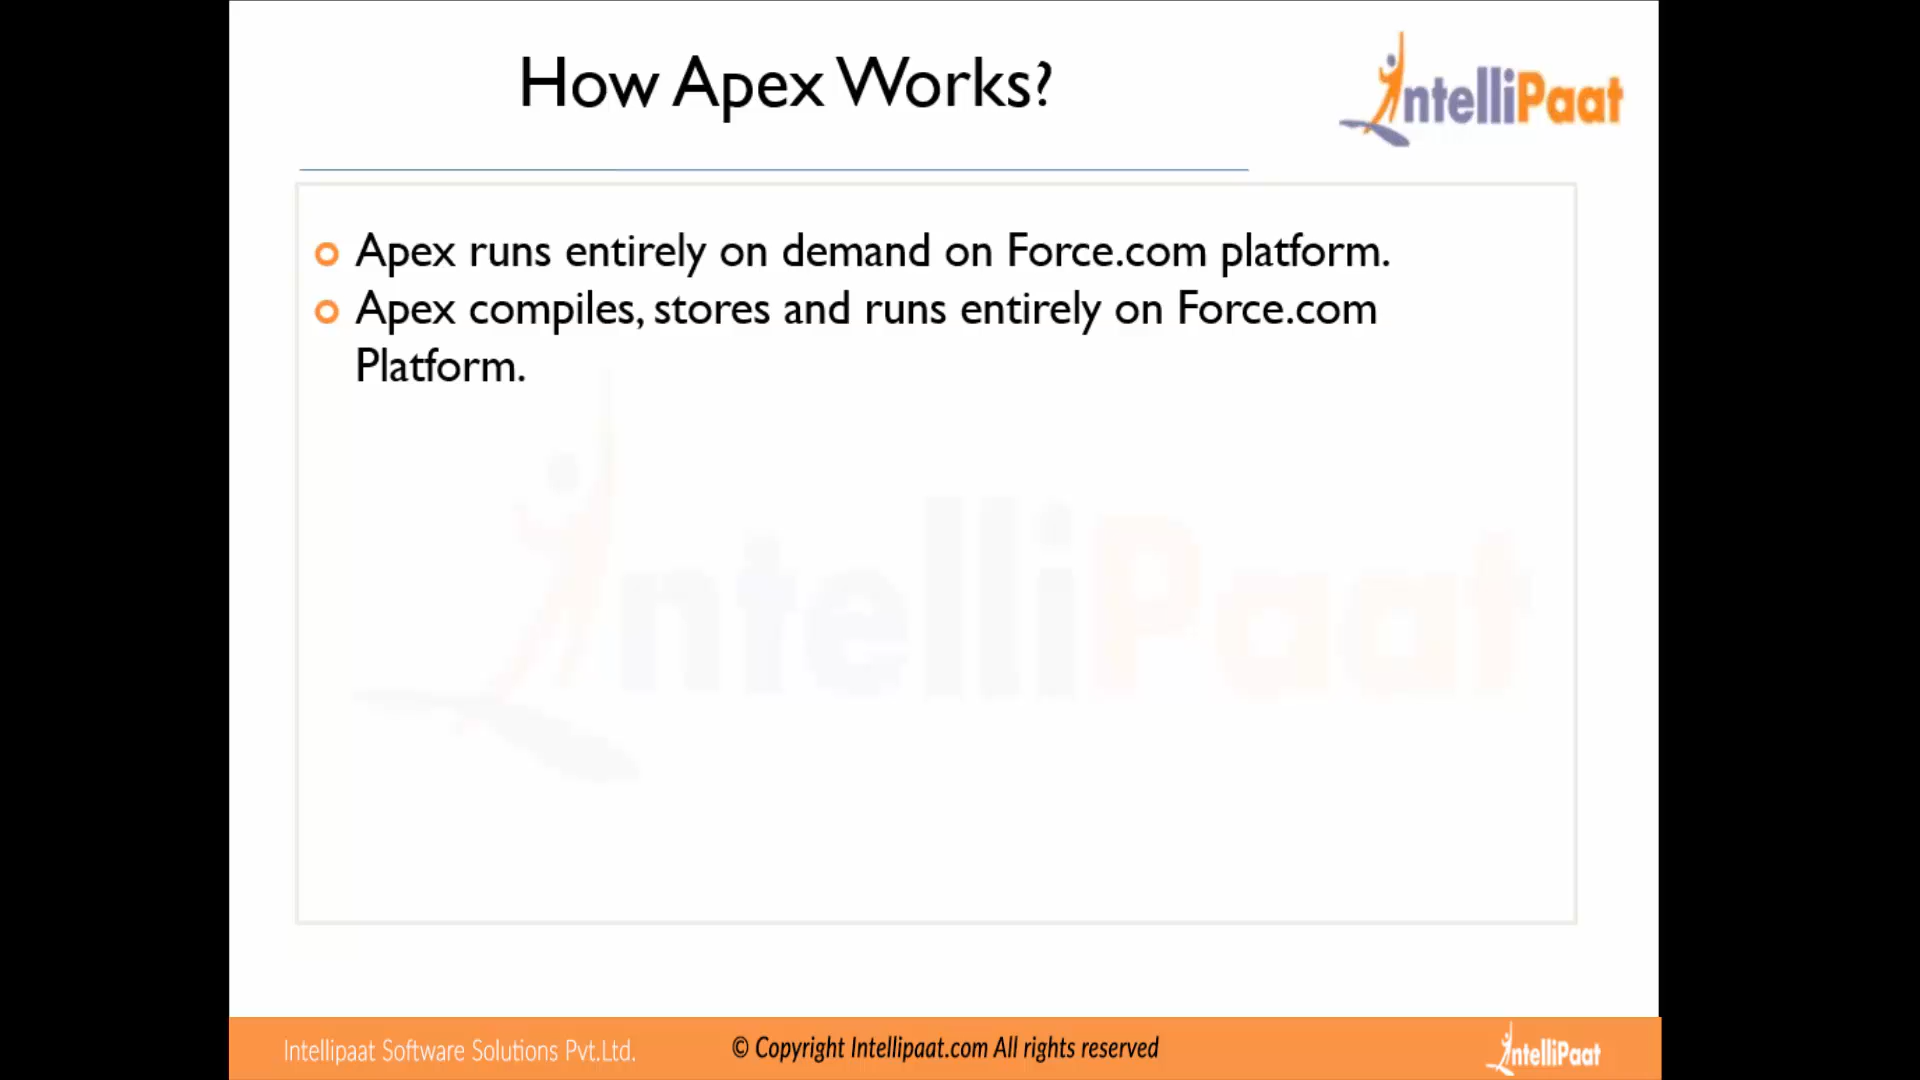 How Apex Works?
IntelliPaat
Apex runs entirely on demand on Force.com platform.
Apex compiles, stores and runs entirely on Force.com
Platform.
IntelliPaat
Intellipaat Software Solutions Pvt.Ltd.
© Copyright Intellipaat.com All rights reserved
IntelliPaat